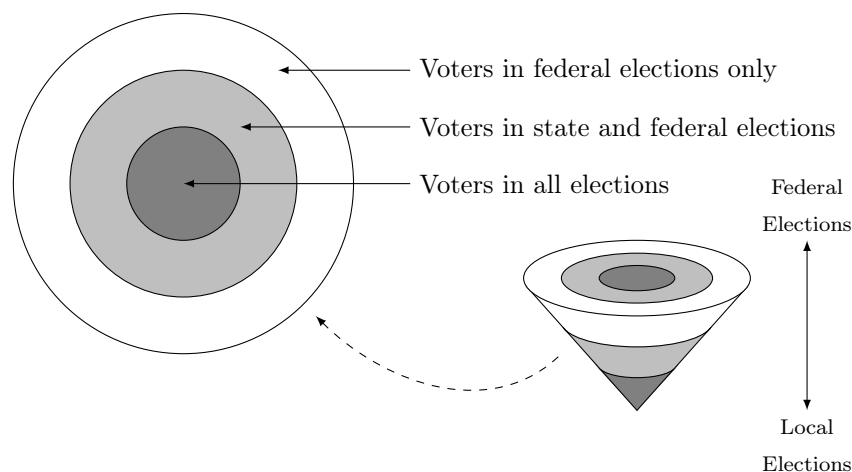 Voters in federal elections only
Voters in state and federal elections
Voters in all elections
Federal
Elections
Local
Elections